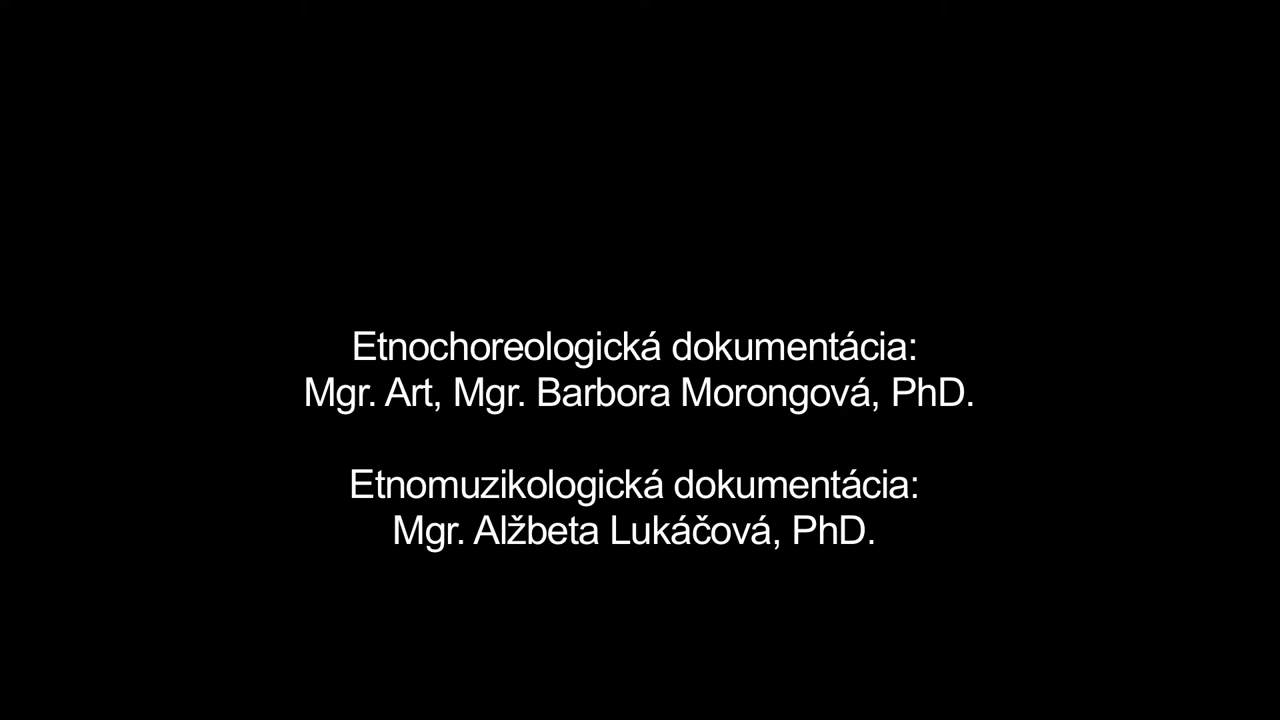 Etnochoreologická dokumentácia:
Mgr. Art, Mgr. Barbora Morongová, PhD.
Etnomuzikologická dokumentácia:
Mgr. Alžbeta Lukáčová, PhD.